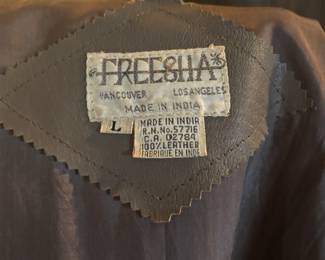 FREESHA
VANCOUVER LOS ANGELES
MADE IN INDIA
L
MADE IN INDIA
R.N.No.57716
C.A. 02784
100% LEATHER
FABRIQUE EN INDE